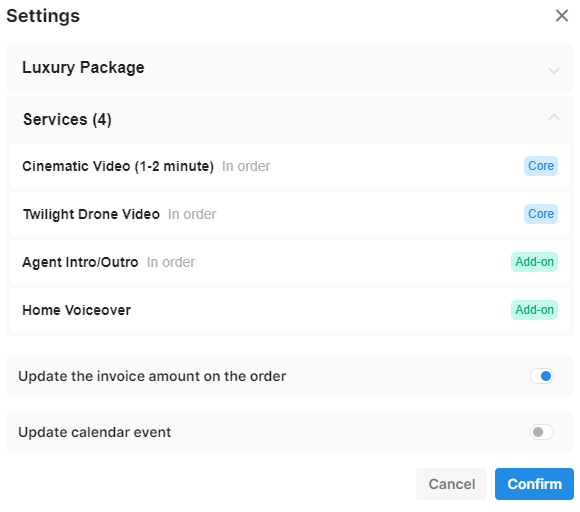 Settings
Luxury Package
Services (4)
Cinematic Video (1-2 minute) In order Core
Twilight Drone Video In order Core
Agent Intro/Outro In order Add-on
Home Voiceover Add-on
Update the invoice amount on the order
Update calendar event
Cancel Confirm